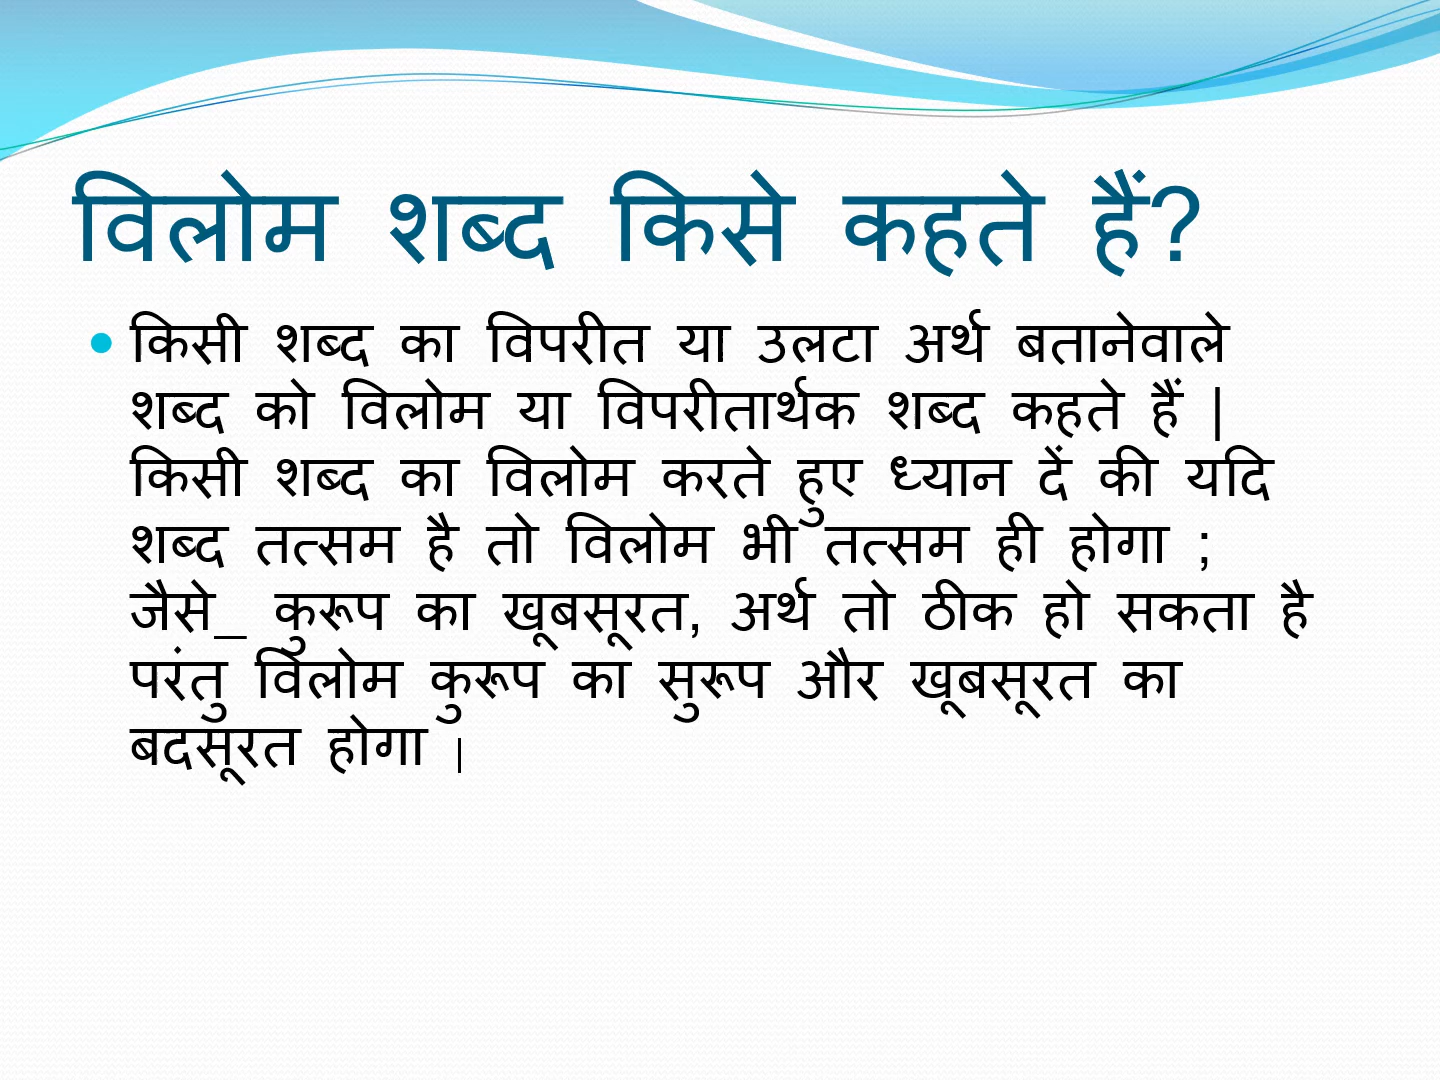 विलोम शब्द किसे कहते हैं?
किसी शब्द का विपरीत या उलटा अर्थ बतानेवाले
शब्द को विलोम या विपरीतार्थक शब्द कहते हैं |
किसी शब्द का विलोम करते हुए ध्यान दें की यदि
शब्द तत्सम है तो विलोम भी तत्सम ही होगा ;
जैसे_ कुरूप का खूबसूरत, अर्थ तो ठीक हो सकता है
परंतु विलोम कुरूप का सुरूप और खूबसूरत का
बदसूरत होगा ।